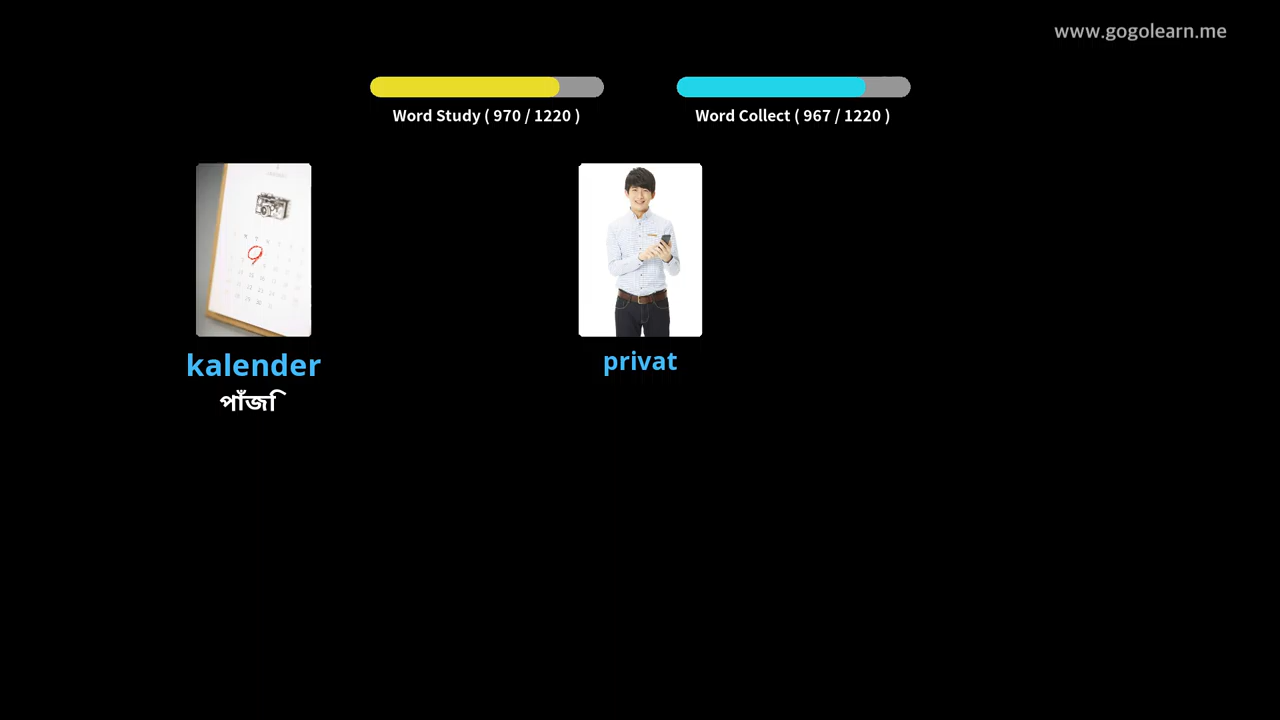 www.gogolearn.me
Word Study ( 970 / 1220 )
Word Collect ( 967 / 1220 )
kalender
পাঁজি
privat